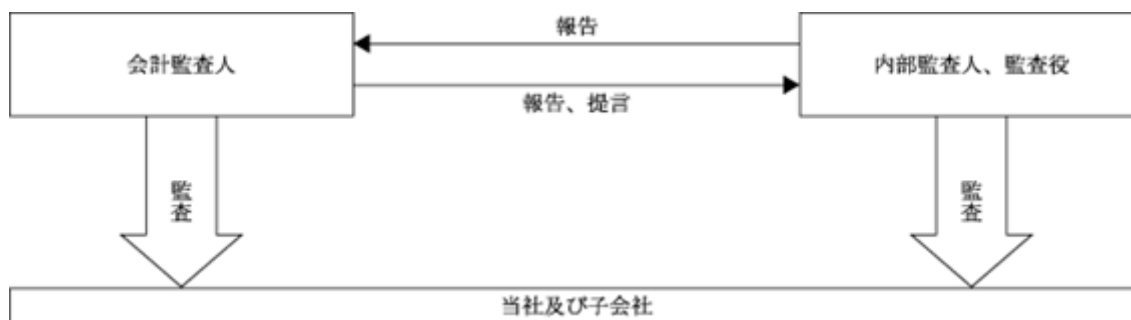 報告
会計監査人
内部監査人、監査役
報告、提言
監査
監査
当社及び子会社